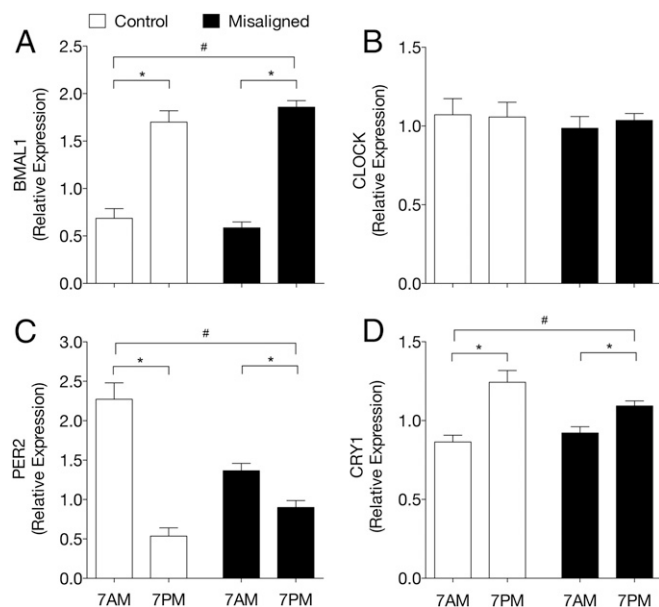 Control Misaligned
A
#
* *
BMAL1
(Relative Expression)
2.5
2.0
1.5
1.0
0.5
0.0
B
CLOCK
(Relative Expression)
1.5
1.0
0.5
0.0
C
#
* *
PER2
(Relative Expression)
3.0
2.5
2.0
1.5
1.0
0.5
0.0
7AM 7PM 7AM 7PM
D
#
* *
CRY1
(Relative Expression)
1.5
1.0
0.5
0.0
7AM 7PM 7AM 7PM